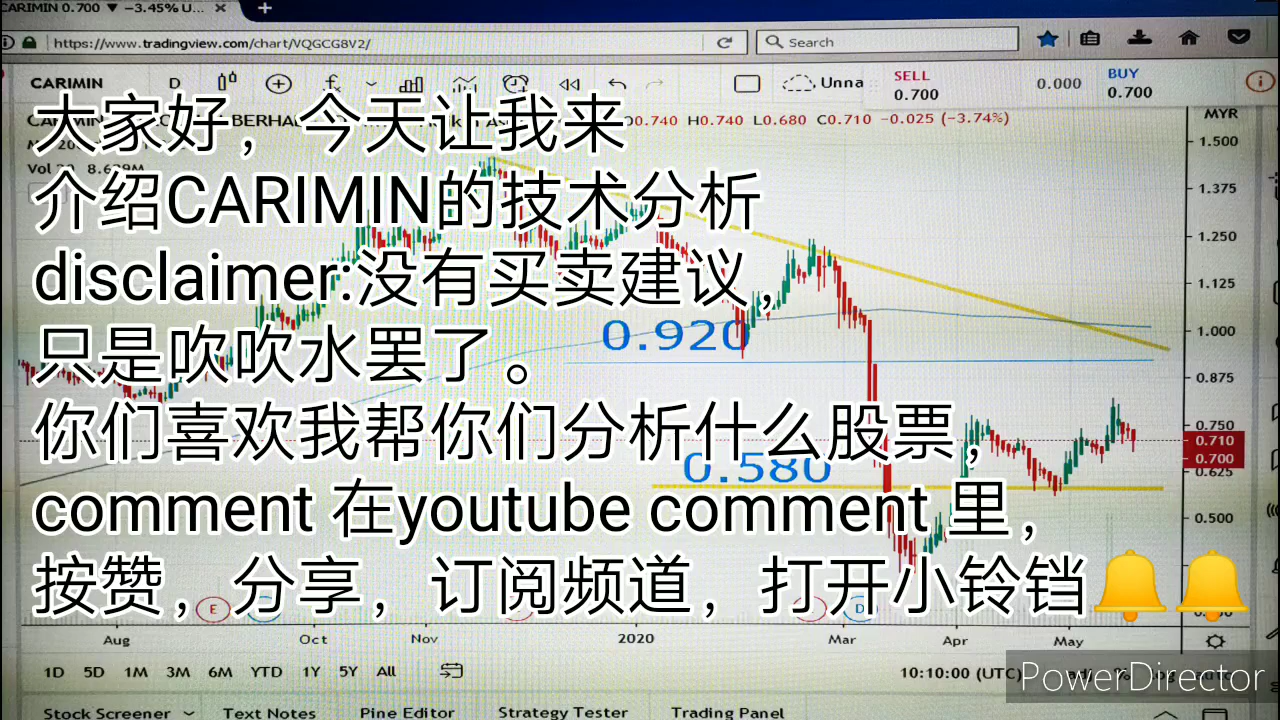 CARIMIN 0.700 ▼ −3.45% U...
https://www.tradingview.com/chart/VQGCG8V2/
Search
CARIMIN
D
Unna
SELL
0.700
0.000
BUY
0.700
BERHA
O0.740 H0.740 L0.680 C0.710 −0.025 (−3.74%)
MYR
大家好，今天让我来
介绍CARIMIN的技术分析
disclaimer:没有买卖建议，
只是吹吹水罢了。
你们喜欢我帮你们分析什么股票，
comment 在youtube comment 里，
按赞，分享，订阅频道，打开小铃铛🔔🔔
Vol 20
0.920
0.580
1.500
1.375
1.250
1.125
1.000
0.875
0.750
0.710
0.700
0.625
0.500
E
D
Aug Oct Nov 2020 Mar Apr May
1D 5D 1M 3M 6M YTD 1Y 5Y All
10:10:00 (UTC
PowerDirector
Stock Screener Text Notes Pine Editor Strategy Tester Trading Panel